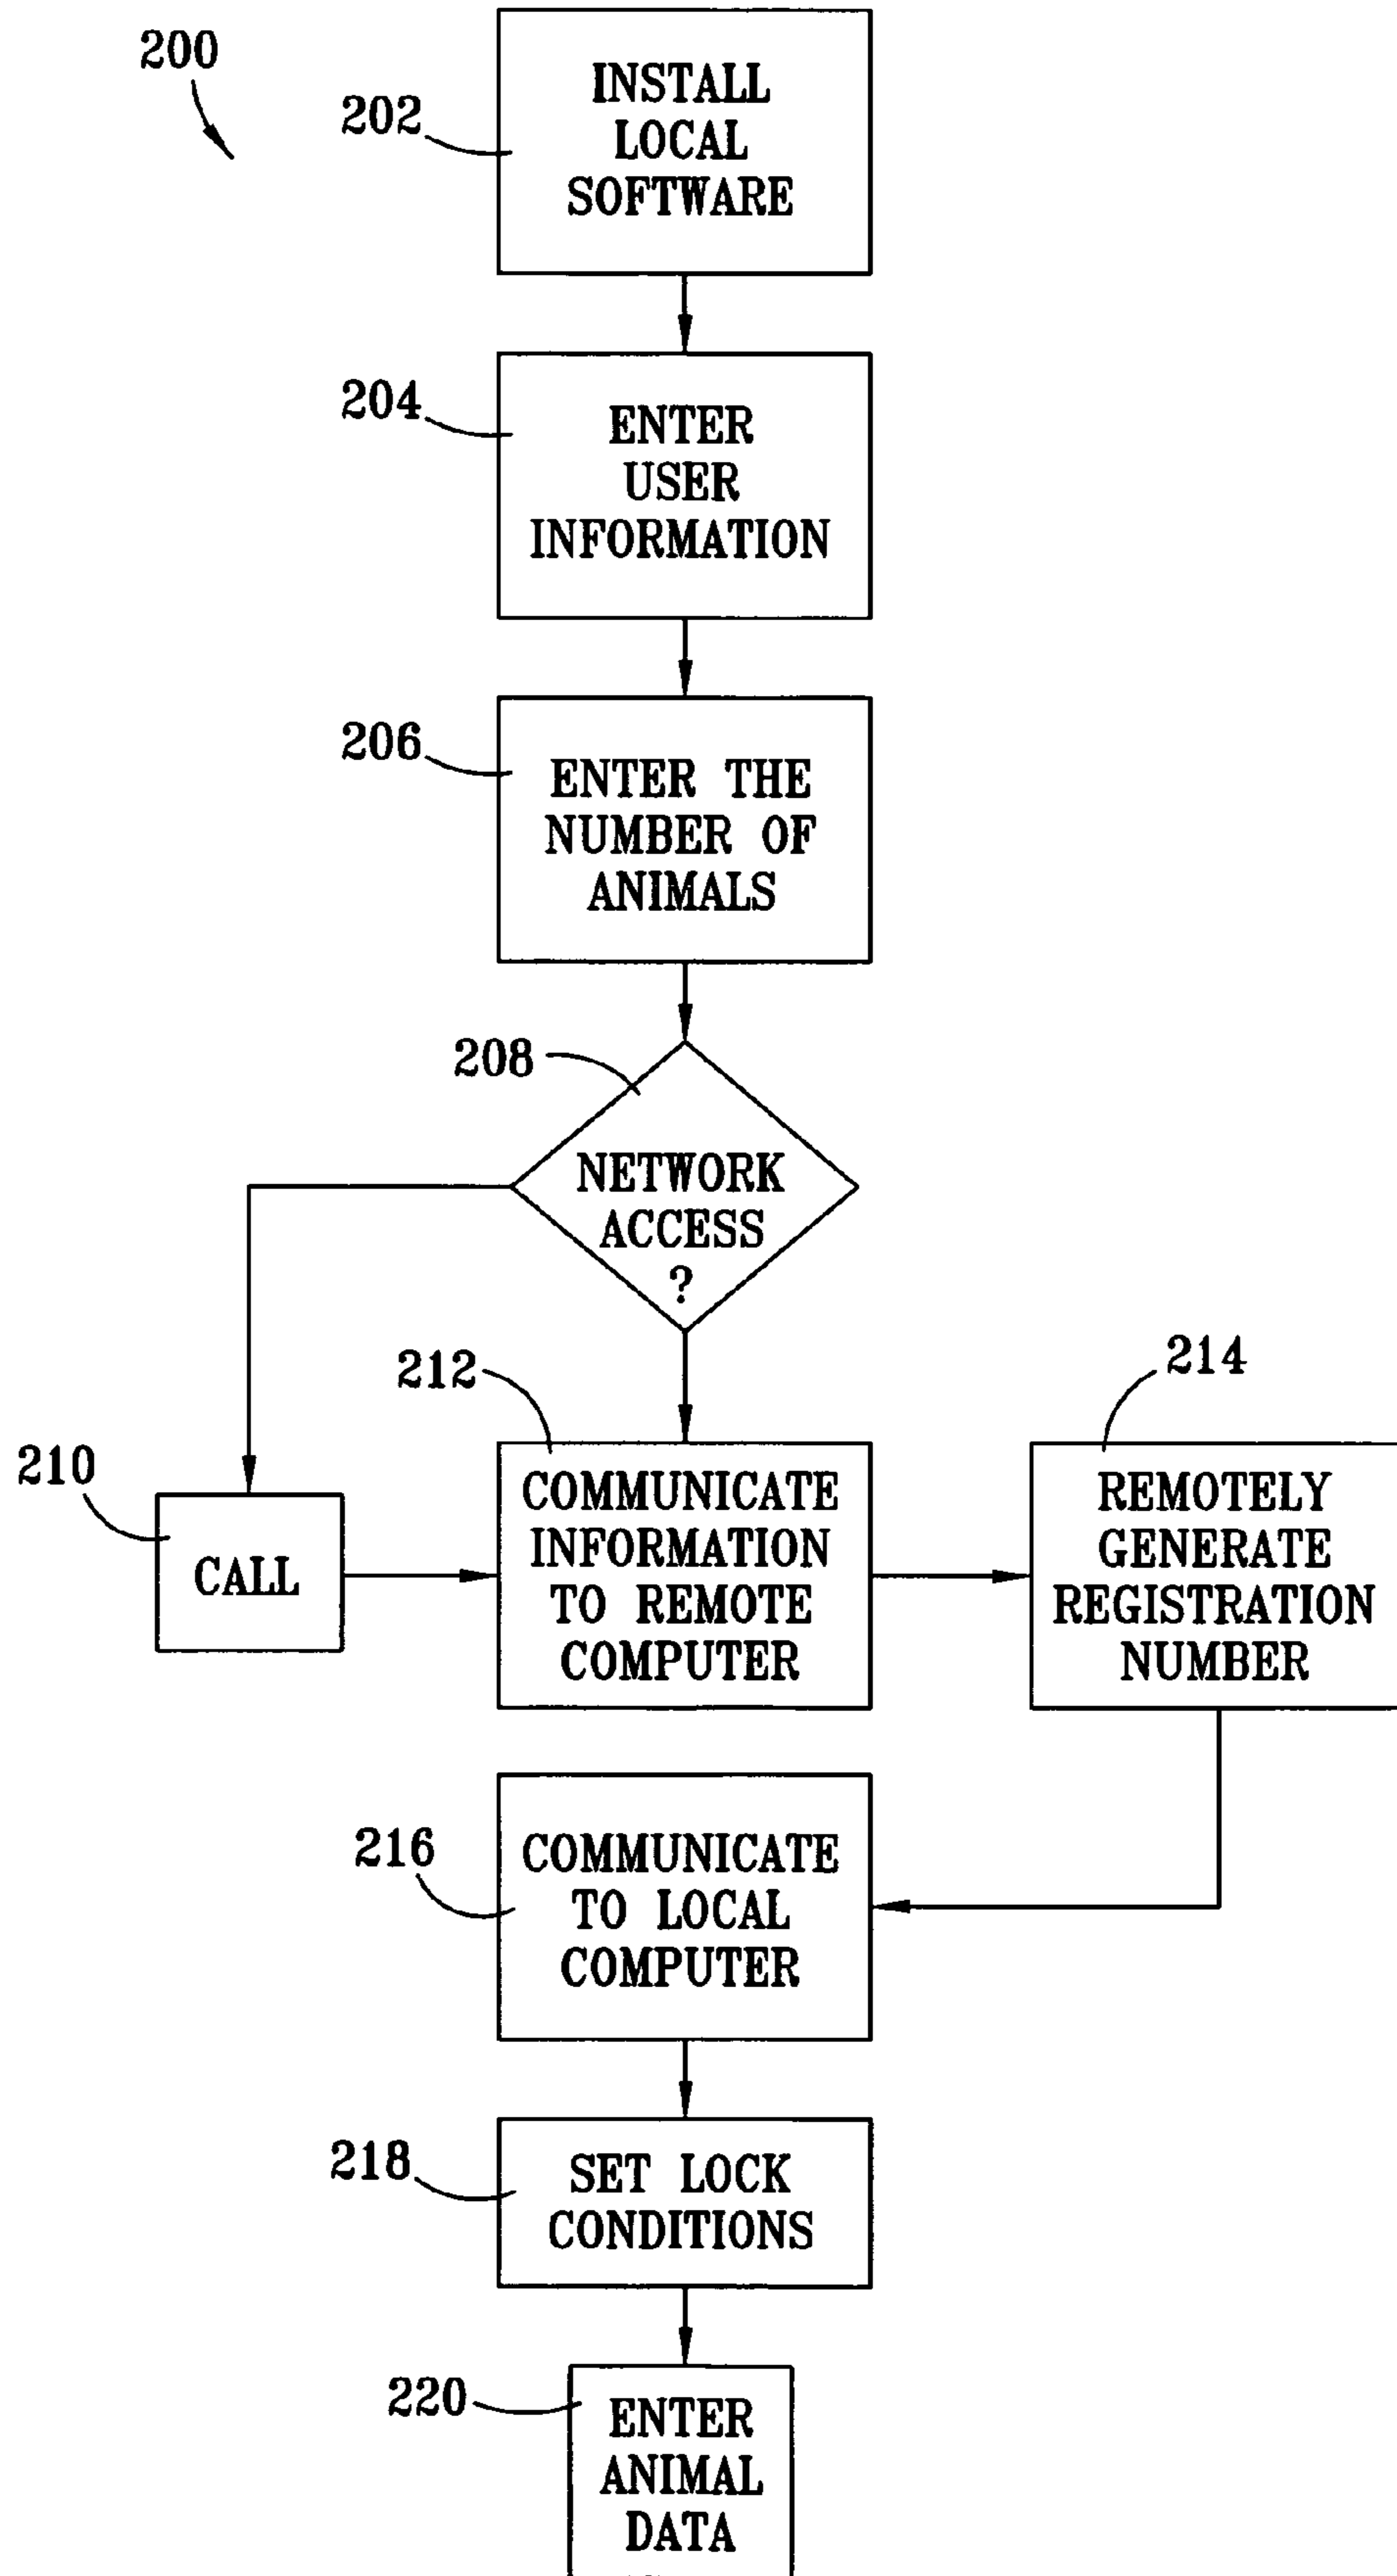 200
202
INSTALL
LOCAL
SOFTWARE
204
ENTER
USER
INFORMATION
206
ENTER THE
NUMBER OF
ANIMALS
208
NETWORK
ACCESS
?
210
CALL
212
COMMUNICATE
INFORMATION
TO REMOTE
COMPUTER
214
REMOTELY
GENERATE
REGISTRATION
NUMBER
216
COMMUNICATE
TO LOCAL
COMPUTER
218
SET LOCK
CONDITIONS
220
ENTER
ANIMAL
DATA